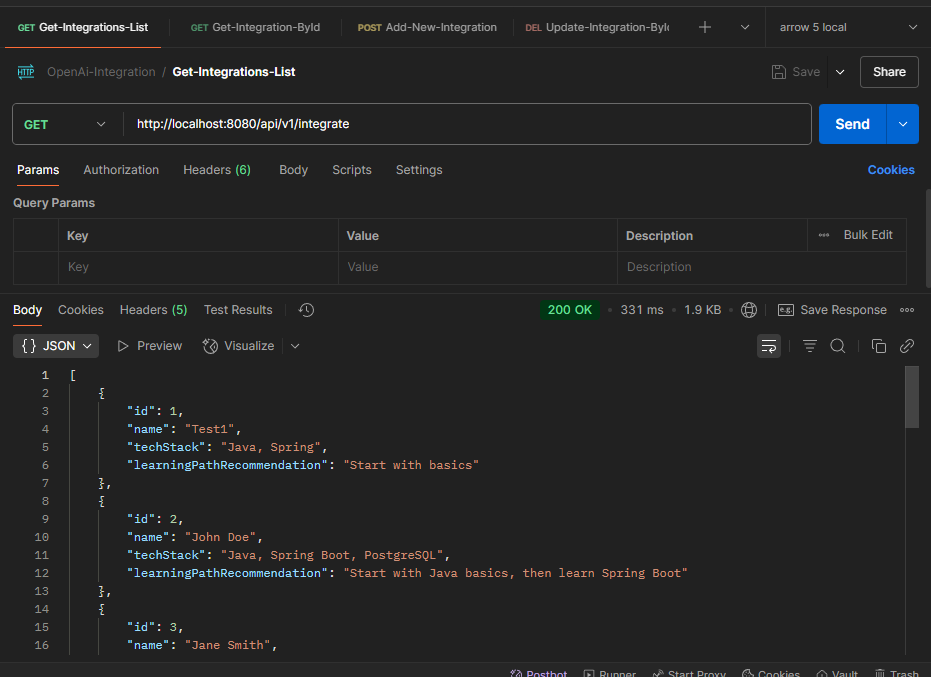 GET Get-Integrations-List GET Get-Integration-ById POST Add-New-Integration DEL Update-Integration-ById arrow 5 local
HTTP OpenAi-Integration / Get-Integrations-List Save Share
GET http://localhost:8080/api/v1/integrate Send
Params Authorization Headers (6) Body Scripts Settings Cookies
Query Params
Key Value Description Bulk Edit
Key Value Description
Body Cookies Headers (5) Test Results 200 OK 331 ms 1.9 KB e.g. Save Response
{} JSON Preview Visualize
1 [
2 {
3 "id": 1,
4 "name": "Test1",
5 "techStack": "Java, Spring",
6 "learningPathRecommendation": "Start with basics"
7 },
8 {
9 "id": 2,
10 "name": "John Doe",
11 "techStack": "Java, Spring Boot, PostgreSQL",
12 "learningPathRecommendation": "Start with Java basics, then learn Spring Boot"
13 },
14 {
15 "id": 3,
16 "name": "Jane Smith",
Postbot Runner Start Proxy Cookies Vault Trash